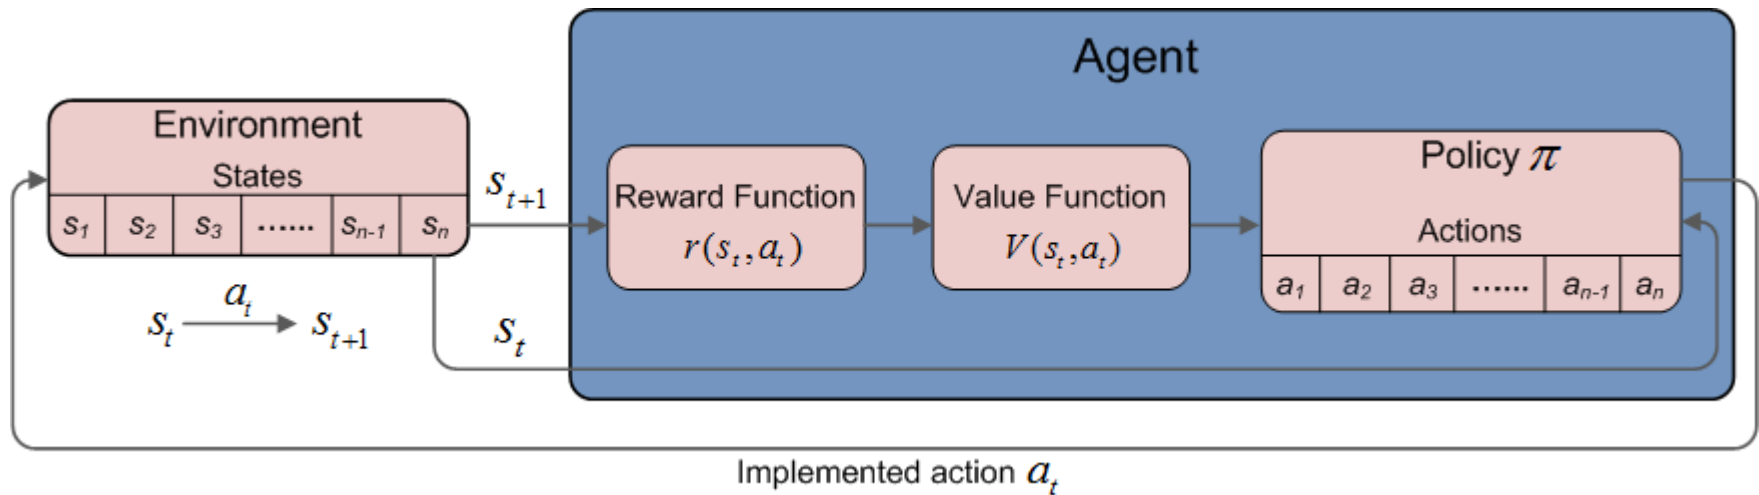 Agent
Environment
States
s1 s2 s3 ...... sn-1 sn
st+1
Reward Function
r(st,at)
Value Function
V(st,at)
Policy π
Actions
a1 a2 a3 ...... an-1 an
at
st st+1
st
Implemented action at